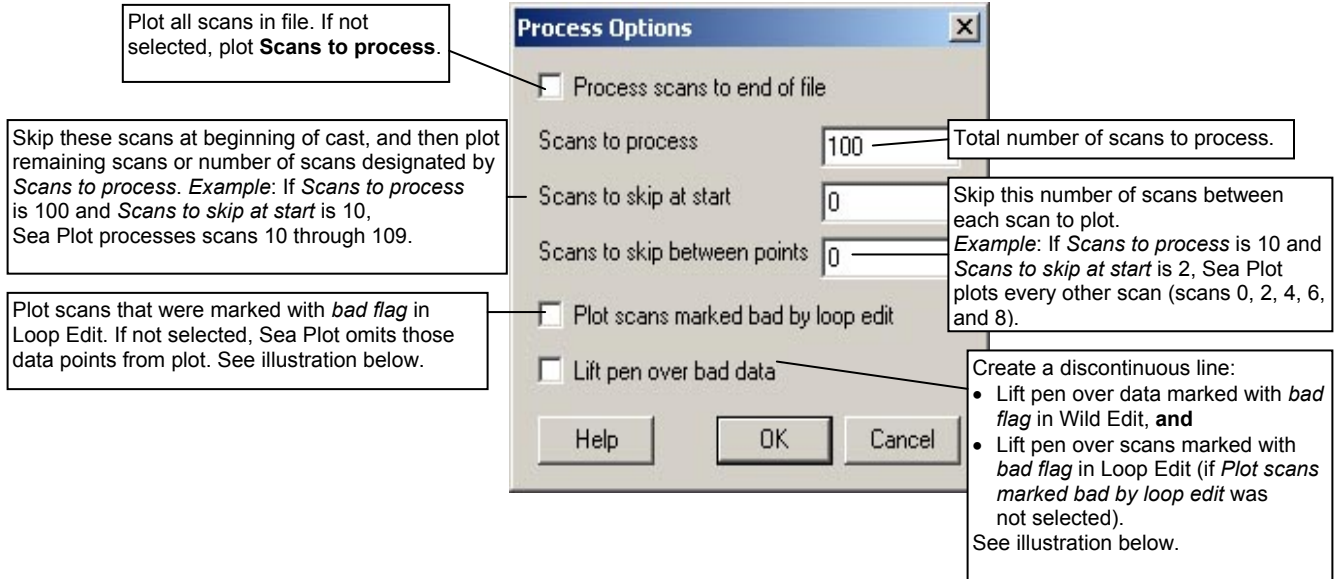 Plot all scans in file. If not
selected, plot Scans to process.
Skip these scans at beginning of cast, and then plot
remaining scans or number of scans designated by
Scans to process. Example: If Scans to process
is 100 and Scans to skip at start is 10,
Sea Plot processes scans 10 through 109.
Plot scans that were marked with bad flag in
Loop Edit. If not selected, Sea Plot omits those
data points from plot. See illustration below.
Process Options
Process scans to end of file
Scans to process
100
Scans to skip at start
0
Scans to skip between points
0
Plot scans marked bad by loop edit
Lift pen over bad data
Help
OK
Cancel
Total number of scans to process.
Skip this number of scans between
each scan to plot.
Example: If Scans to process is 10 and
Scans to skip at start is 2, Sea Plot
plots every other scan (scans 0, 2, 4, 6,
and 8).
Create a discontinuous line:
• Lift pen over data marked with bad
flag in Wild Edit, and
• Lift pen over scans marked with
bad flag in Loop Edit (if Plot scans
marked bad by loop edit was
not selected).
See illustration below.